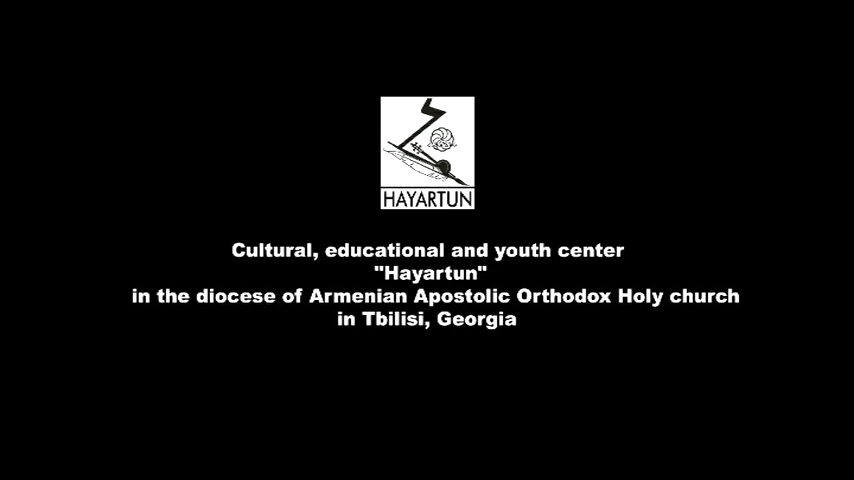 HAYARTUN
Cultural, educational and youth center
"Hayartun"
in the diocese of Armenian Apostolic Orthodox Holy church
in Tbilisi, Georgia